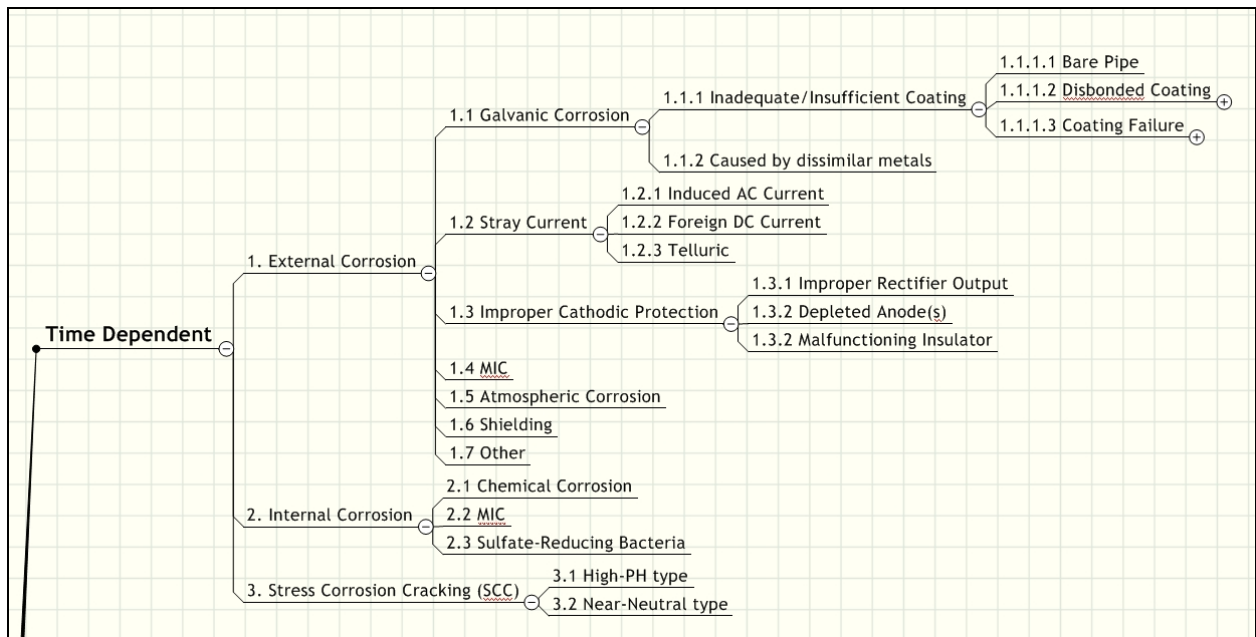 Time Dependent
1. External Corrosion
1.1 Galvanic Corrosion
1.1.1 Inadequate/Insufficient Coating
1.1.1.1 Bare Pipe
1.1.1.2 Disbonded Coating
1.1.1.3 Coating Failure
1.1.2 Caused by dissimilar metals
1.2 Stray Current
1.2.1 Induced AC Current
1.2.2 Foreign DC Current
1.2.3 Telluric
1.3 Improper Cathodic Protection
1.3.1 Improper Rectifier Output
1.3.2 Depleted Anode(s)
1.3.2 Malfunctioning Insulator
1.4 MIC
1.5 Atmospheric Corrosion
1.6 Shielding
1.7 Other
2. Internal Corrosion
2.1 Chemical Corrosion
2.2 MIC
2.3 Sulfate-Reducing Bacteria
3. Stress Corrosion Cracking (SCC)
3.1 High-PH type
3.2 Near-Neutral type